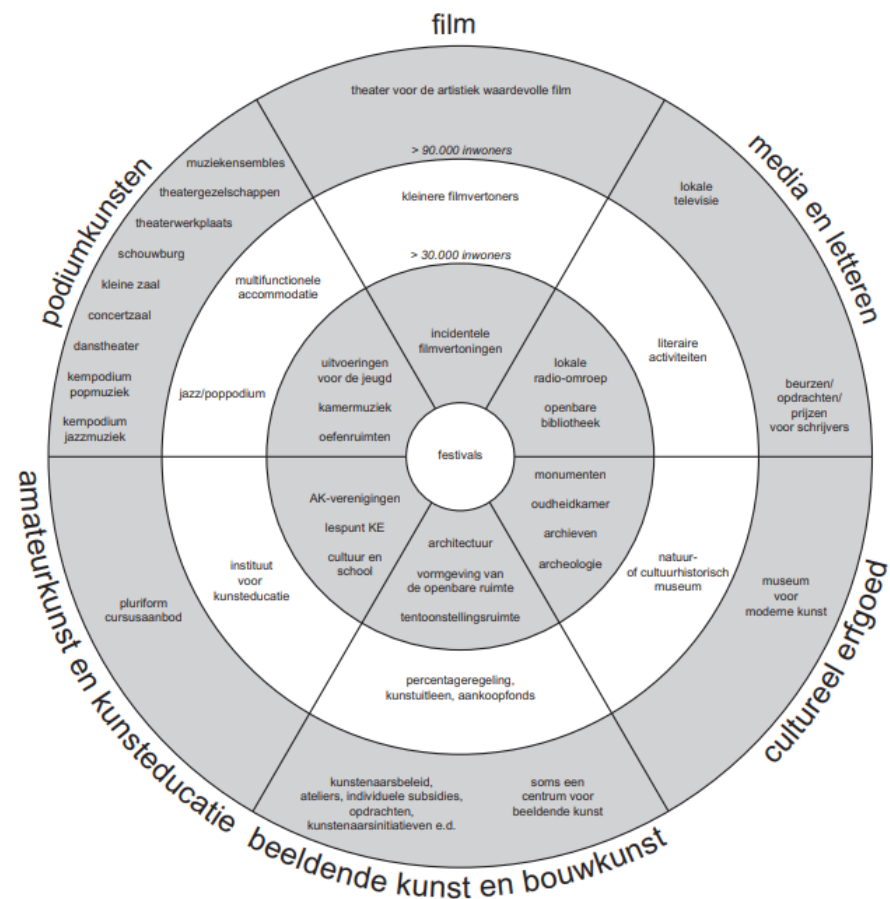 film
theater voor de artistiek waardevolle film
> 90.000 inwoners
kleinere filmvertoners
> 30.000 inwoners
incidentele
filmvertoningen
media en letteren
lokale
televisie
beurzen/
opdrachten/
prijzen
voor schrijvers
literaire
activiteiten
lokale
radio-omroep
openbare
bibliotheek
cultureel erfgoed
museum
voor
moderne kunst
natuur-
of cultuurhistorisch
museum
monumenten
oudheidkamer
archieven
archeologie
beeldende kunst en bouwkunst
kunstenaarsbeleid,
ateliers, individuele subsidies,
opdrachten,
kunstenaarsinitiatieven e.d.
soms een
centrum voor
beeldende kunst
percentageregeling,
kunstuitleen, aankoopfonds
architectuur
vormgeving van
de openbare ruimte
tentoonstellingsruimte
amateurkunst en kunsteducatie
pluriform
cursusaanbod
instituut
voor
kunsteducatie
AK-verenigingen
lespunt KE
cultuur en
school
podiumkunsten
muziekensembles
theatergezelschappen
theaterwerkplaats
schouwburg
kleine zaal
concertzaal
danstheater
kernpodium
popmuziek
kernpodium
jazzmuziek
multifunctionele
accommodatie
jazz/poppodium
uitvoeringen
voor de jeugd
kamermuziek
oefenruimten
festivals